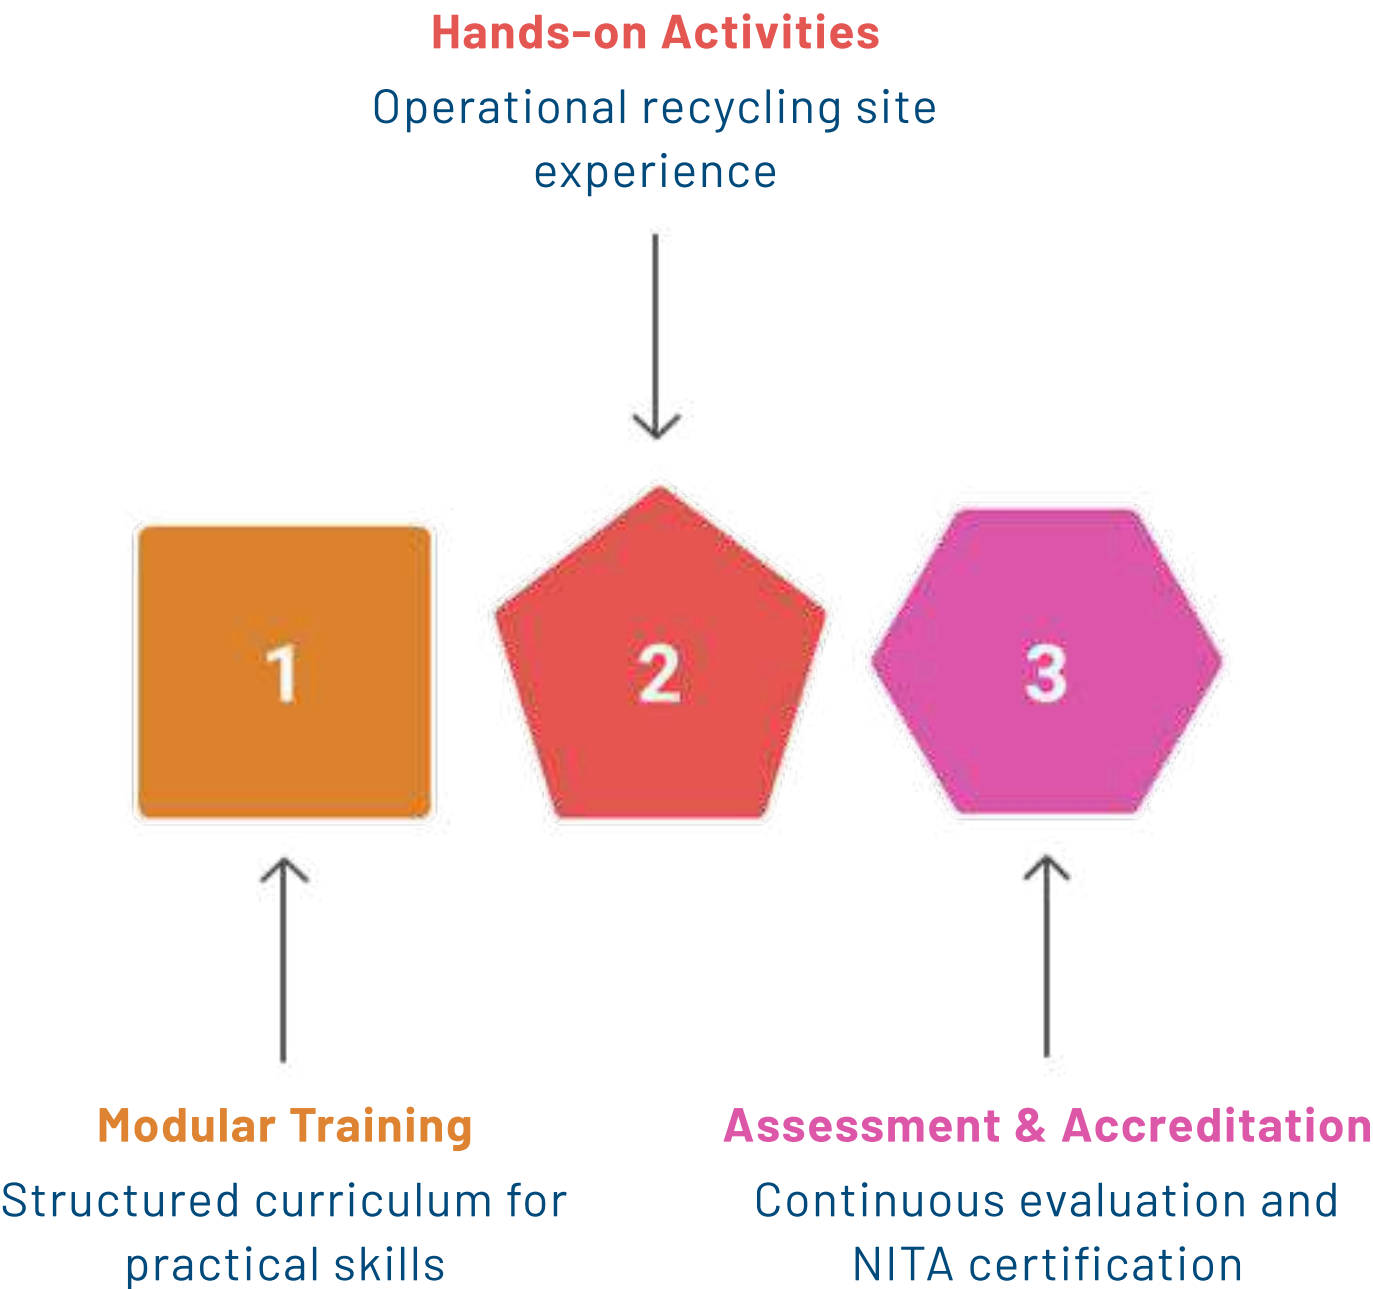 Hands-on Activities
Operational recycling site
experience
1
2
3
Modular Training
Structured curriculum for
practical skills
Assessment & Accreditation
Continuous evaluation and
NITA certification